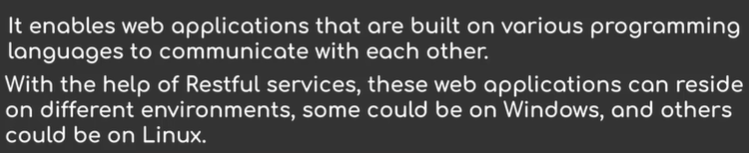 It enables web applications that are built on various programming
languages to communicate with each other.
With the help of Restful services, these web applications can reside
on different environments, some could be on Windows, and others
could be on Linux.